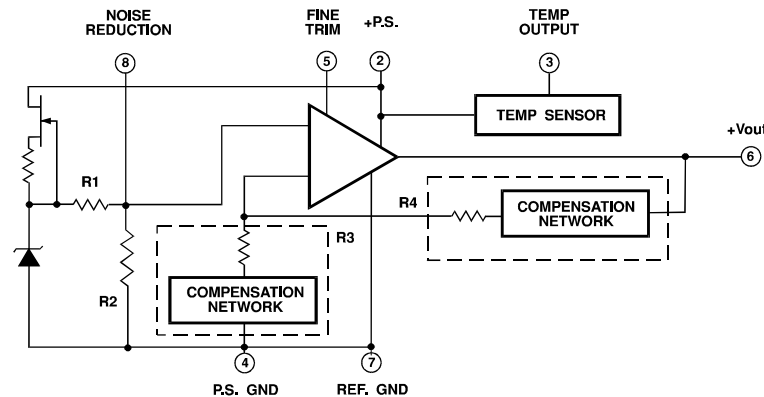 NOISE
REDUCTION
8
FINE
TRIM
5
+P.S.
2
TEMP
OUTPUT
3
TEMP SENSOR
+Vout
6
R1
R4
COMPENSATION
NETWORK
R3
R2
COMPENSATION
NETWORK
4
7
P.S. GND
REF. GND